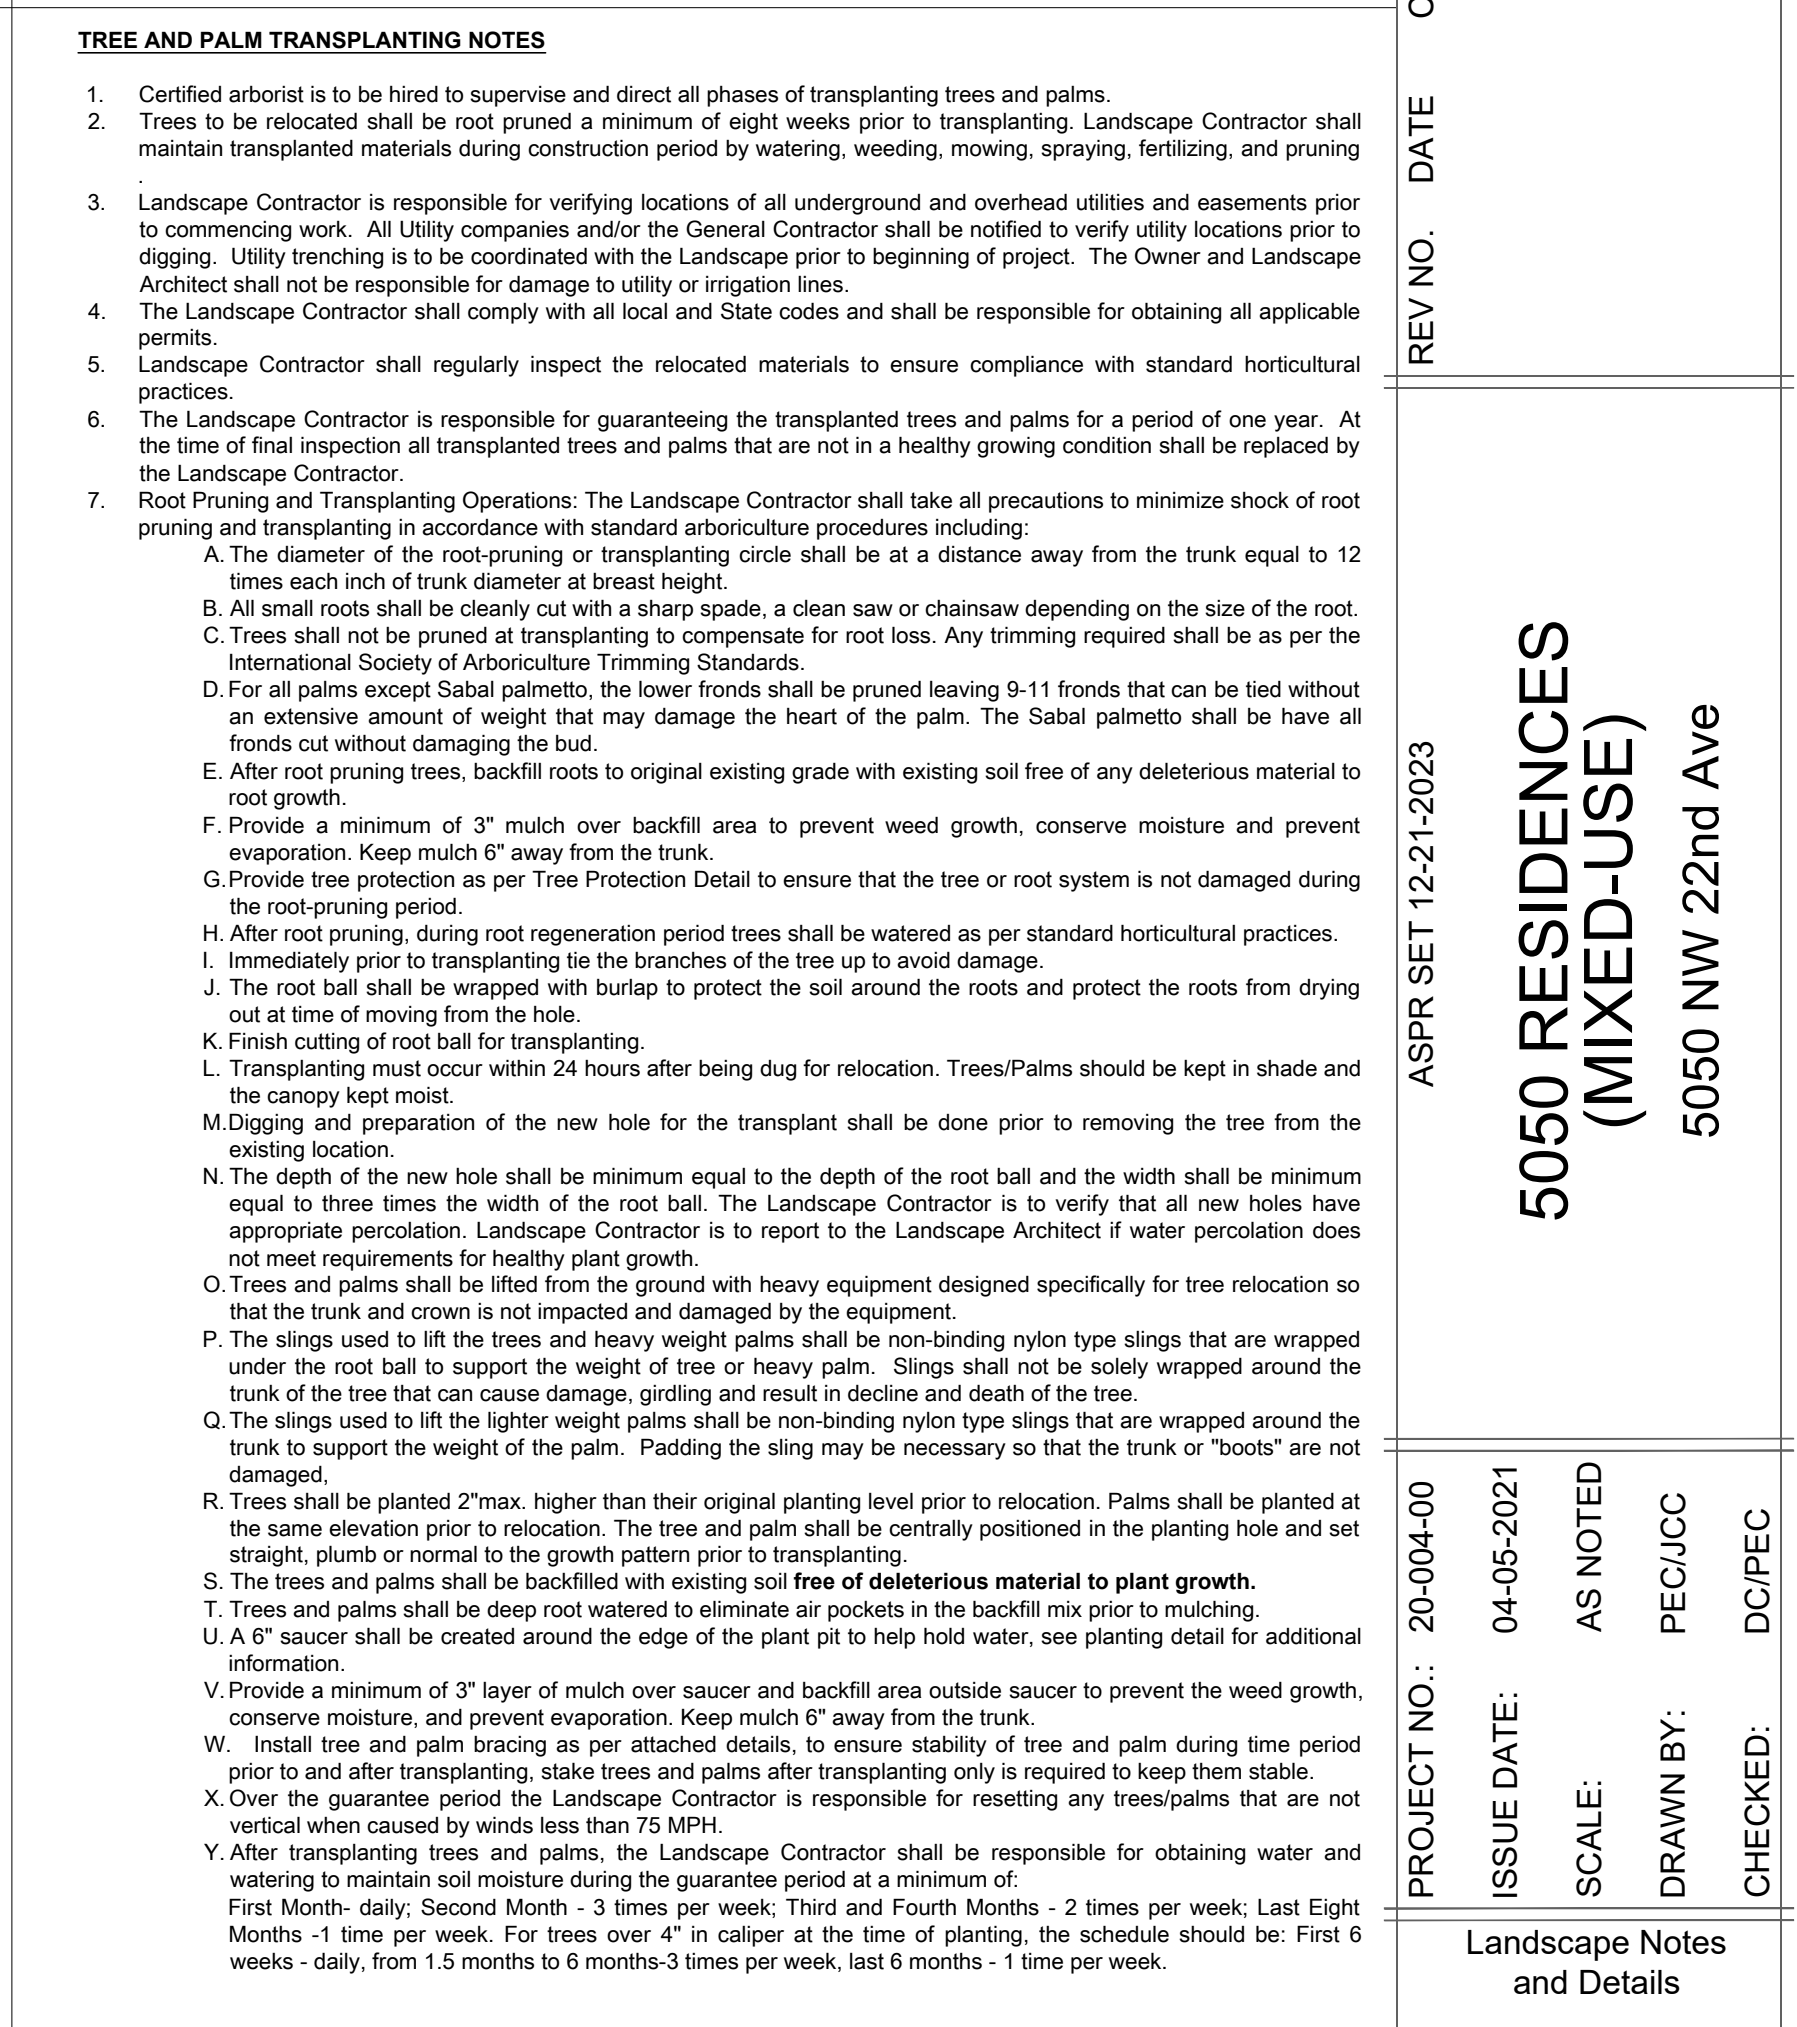 TREE AND PALM TRANSPLANTING NOTES
1. Certified arborist is to be hired to supervise and direct all phases of transplanting trees and palms.
2. Trees to be relocated shall be root pruned a minimum of eight weeks prior to transplanting. Landscape Contractor shall
maintain transplanted materials during construction period by watering, weeding, mowing, spraying, fertilizing, and pruning
.
3. Landscape Contractor is responsible for verifying locations of all underground and overhead utilities and easements prior
to commencing work. All Utility companies and/or the General Contractor shall be notified to verify utility locations prior to
digging. Utility trenching is to be coordinated with the Landscape prior to beginning of project. The Owner and Landscape
Architect shall not be responsible for damage to utility or irrigation lines.
4. The Landscape Contractor shall comply with all local and State codes and shall be responsible for obtaining all applicable
permits.
5. Landscape Contractor shall regularly inspect the relocated materials to ensure compliance with standard horticultural
practices.
6. The Landscape Contractor is responsible for guaranteeing the transplanted trees and palms for a period of one year. At
the time of final inspection all transplanted trees and palms that are not in a healthy growing condition shall be replaced by
the Landscape Contractor.
7. Root Pruning and Transplanting Operations: The Landscape Contractor shall take all precautions to minimize shock of root
pruning and transplanting in accordance with standard arboriculture procedures including:
A. The diameter of the root-pruning or transplanting circle shall be at a distance away from the trunk equal to 12
times each inch of trunk diameter at breast height.
B. All small roots shall be cleanly cut with a sharp spade, a clean saw or chainsaw depending on the size of the root.
C. Trees shall not be pruned at transplanting to compensate for root loss. Any trimming required shall be as per the
International Society of Arboriculture Trimming Standards.
D. For all palms except Sabal palmetto, the lower fronds shall be pruned leaving 9-11 fronds that can be tied without
an extensive amount of weight that may damage the heart of the palm. The Sabal palmetto shall be have all
fronds cut without damaging the bud.
E. After root pruning trees, backfill roots to original existing grade with existing soil free of any deleterious material to
root growth.
F. Provide a minimum of 3" mulch over backfill area to prevent weed growth, conserve moisture and prevent
evaporation. Keep mulch 6" away from the trunk.
G. Provide tree protection as per Tree Protection Detail to ensure that the tree or root system is not damaged during
the root-pruning period.
H. After root pruning, during root regeneration period trees shall be watered as per standard horticultural practices.
I. Immediately prior to transplanting tie the branches of the tree up to avoid damage.
J. The root ball shall be wrapped with burlap to protect the soil around the roots and protect the roots from drying
out at time of moving from the hole.
K. Finish cutting of root ball for transplanting.
L. Transplanting must occur within 24 hours after being dug for relocation. Trees/Palms should be kept in shade and
the canopy kept moist.
M. Digging and preparation of the new hole for the transplant shall be done prior to removing the tree from the
existing location.
N. The depth of the new hole shall be minimum equal to the depth of the root ball and the width shall be minimum
equal to three times the width of the root ball. The Landscape Contractor is to verify that all new holes have
appropriate percolation. Landscape Contractor is to report to the Landscape Architect if water percolation does
not meet requirements for healthy plant growth.
O. Trees and palms shall be lifted from the ground with heavy equipment designed specifically for tree relocation so
that the trunk and crown is not impacted and damaged by the equipment.
P. The slings used to lift the trees and heavy weight palms shall be non-binding nylon type slings that are wrapped
under the root ball to support the weight of tree or heavy palm. Slings shall not be solely wrapped around the
trunk of the tree that can cause damage, girdling and result in decline and death of the tree.
Q. The slings used to lift the lighter weight palms shall be non-binding nylon type slings that are wrapped around the
trunk to support the weight of the palm. Padding the sling may be necessary so that the trunk or "boots" are not
damaged,
R. Trees shall be planted 2"max. higher than their original planting level prior to relocation. Palms shall be planted at
the same elevation prior to relocation. The tree and palm shall be centrally positioned in the planting hole and set
straight, plumb or normal to the growth pattern prior to transplanting.
S. The trees and palms shall be backfilled with existing soil free of deleterious material to plant growth.
T. Trees and palms shall be deep root watered to eliminate air pockets in the backfill mix prior to mulching.
U. A 6" saucer shall be created around the edge of the plant pit to help hold water, see planting detail for additional
information.
V. Provide a minimum of 3" layer of mulch over saucer and backfill area outside saucer to prevent the weed growth,
conserve moisture, and prevent evaporation. Keep mulch 6" away from the trunk.
W. Install tree and palm bracing as per attached details, to ensure stability of tree and palm during time period
prior to and after transplanting, stake trees and palms after transplanting only is required to keep them stable.
X. Over the guarantee period the Landscape Contractor is responsible for resetting any trees/palms that are not
vertical when caused by winds less than 75 MPH.
Y. After transplanting trees and palms, the Landscape Contractor shall be responsible for obtaining water and
watering to maintain soil moisture during the guarantee period at a minimum of:
First Month- daily; Second Month - 3 times per week; Third and Fourth Months - 2 times per week; Last Eight
Months -1 time per week. For trees over 4" in caliper at the time of planting, the schedule should be: First 6
weeks - daily, from 1.5 months to 6 months-3 times per week, last 6 months - 1 time per week.
REV NO. DATE
ASPR SET 12-21-2023
5050 RESIDENCES
(MIXED-USE)
5050 NW 22nd Ave
PROJECT NO.: 20-004-00
ISSUE DATE: 04-05-2021
SCALE: AS NOTED
DRAWN BY: PEC/JCC
CHECKED: DC/PEC
Landscape Notes
and Details